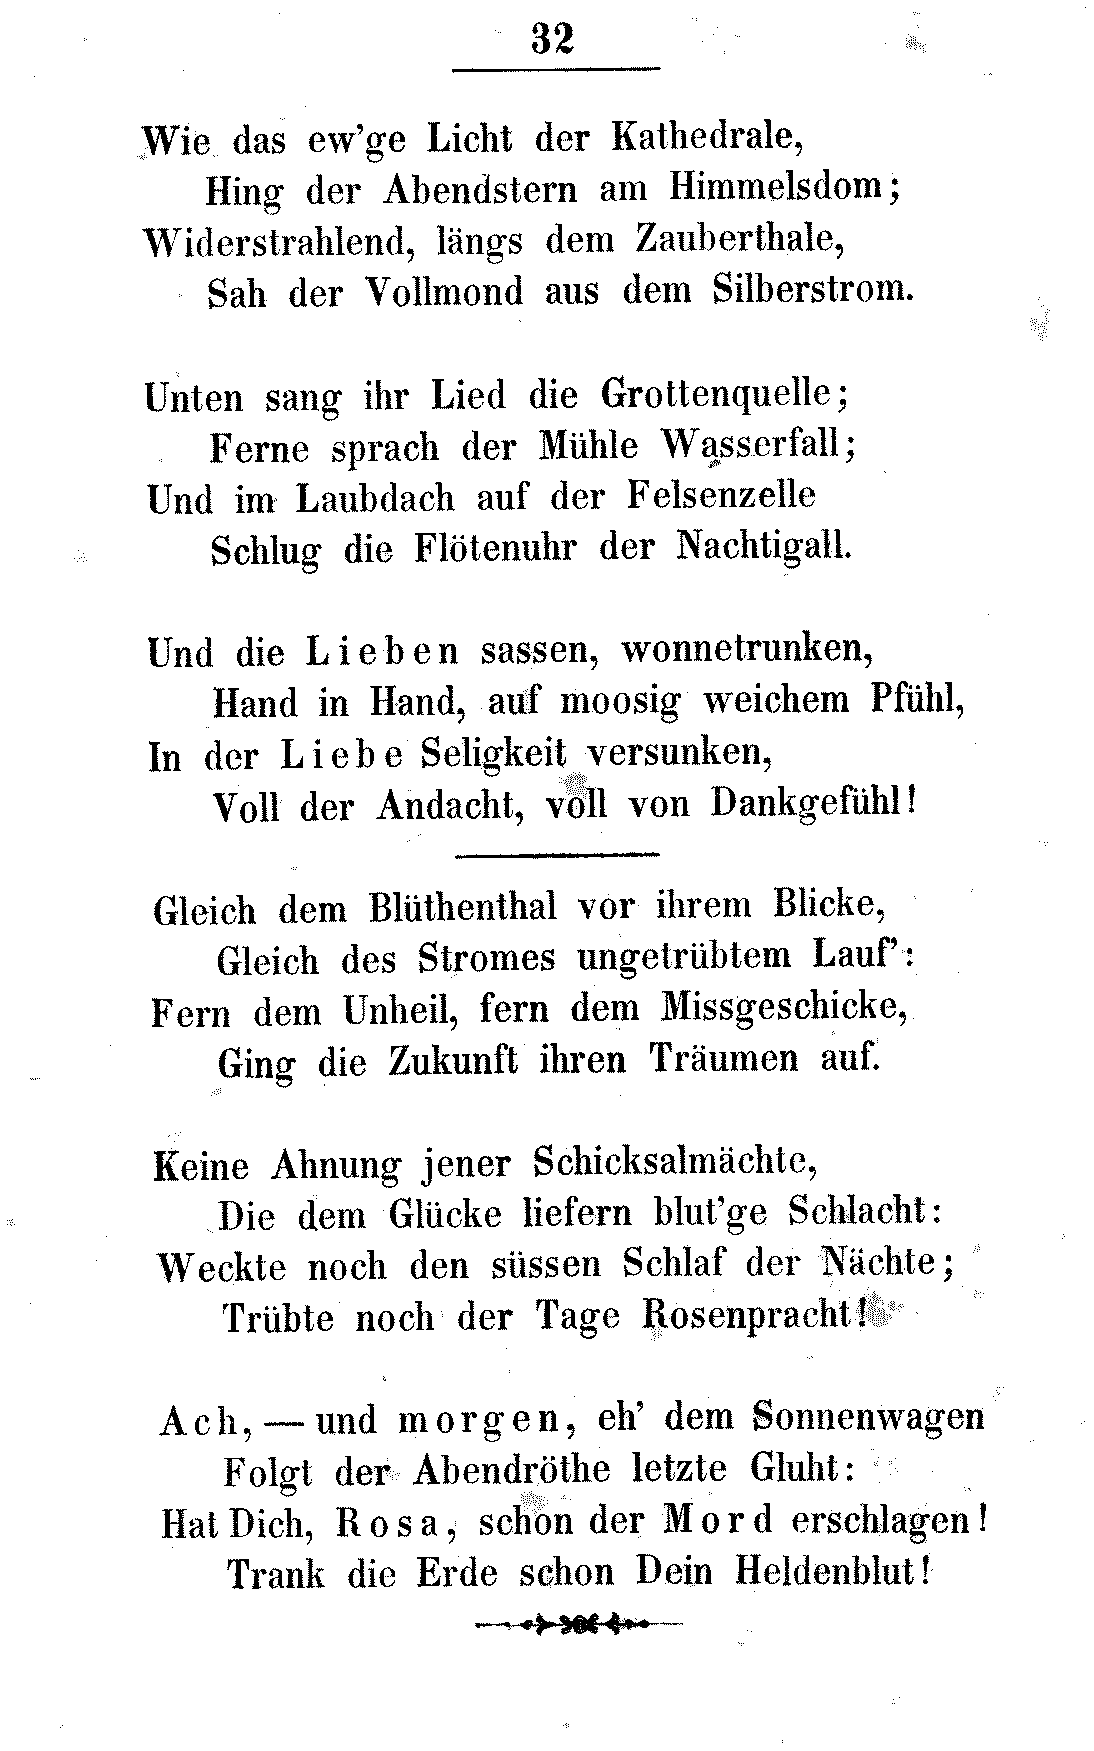 32
Wie das ew'ge Licht der Kathedrale,
Hing der Abendstern am Himmelsdom;
Widerstrahlend, längs dem Zauberthale,
Sah der Vollmond aus dem Silberstrom.
Unten sang ihr Lied die Grottenquelle;
Ferne sprach der Mühle Wasserfall;
Und im Laubdach auf der Felsenzelle
Schlug die Flötenuhr der Nachtigall.
Und die Lieben sassen, wonnetrunken,
Hand in Hand, auf moosig weichem Pfühl,
In der Liebe Seligkeit versunken,
Voll der Andacht, voll von Dankgefühl!
Gleich dem Blüthenthal vor ihrem Blicke,
Gleich des Stromes ungetrübtem Lauf':
Fern dem Unheil, fern dem Missgeschicke,
Ging die Zukunft ihren Träumen auf.
Keine Ahnung jener Schicksalmächte,
Die dem Glücke liefern blut'ge Schlacht:
Weckte noch den süssen Schlaf der Nächte;
Trübte noch der Tage Rosenpracht!
Ach, — und morgen, eh' dem Sonnenwagen
Folgt der Abendröthe letzte Gluht:
Hat Dich, Rosa, schon der Mord erschlagen!
Trank die Erde schon Dein Heldenblut!